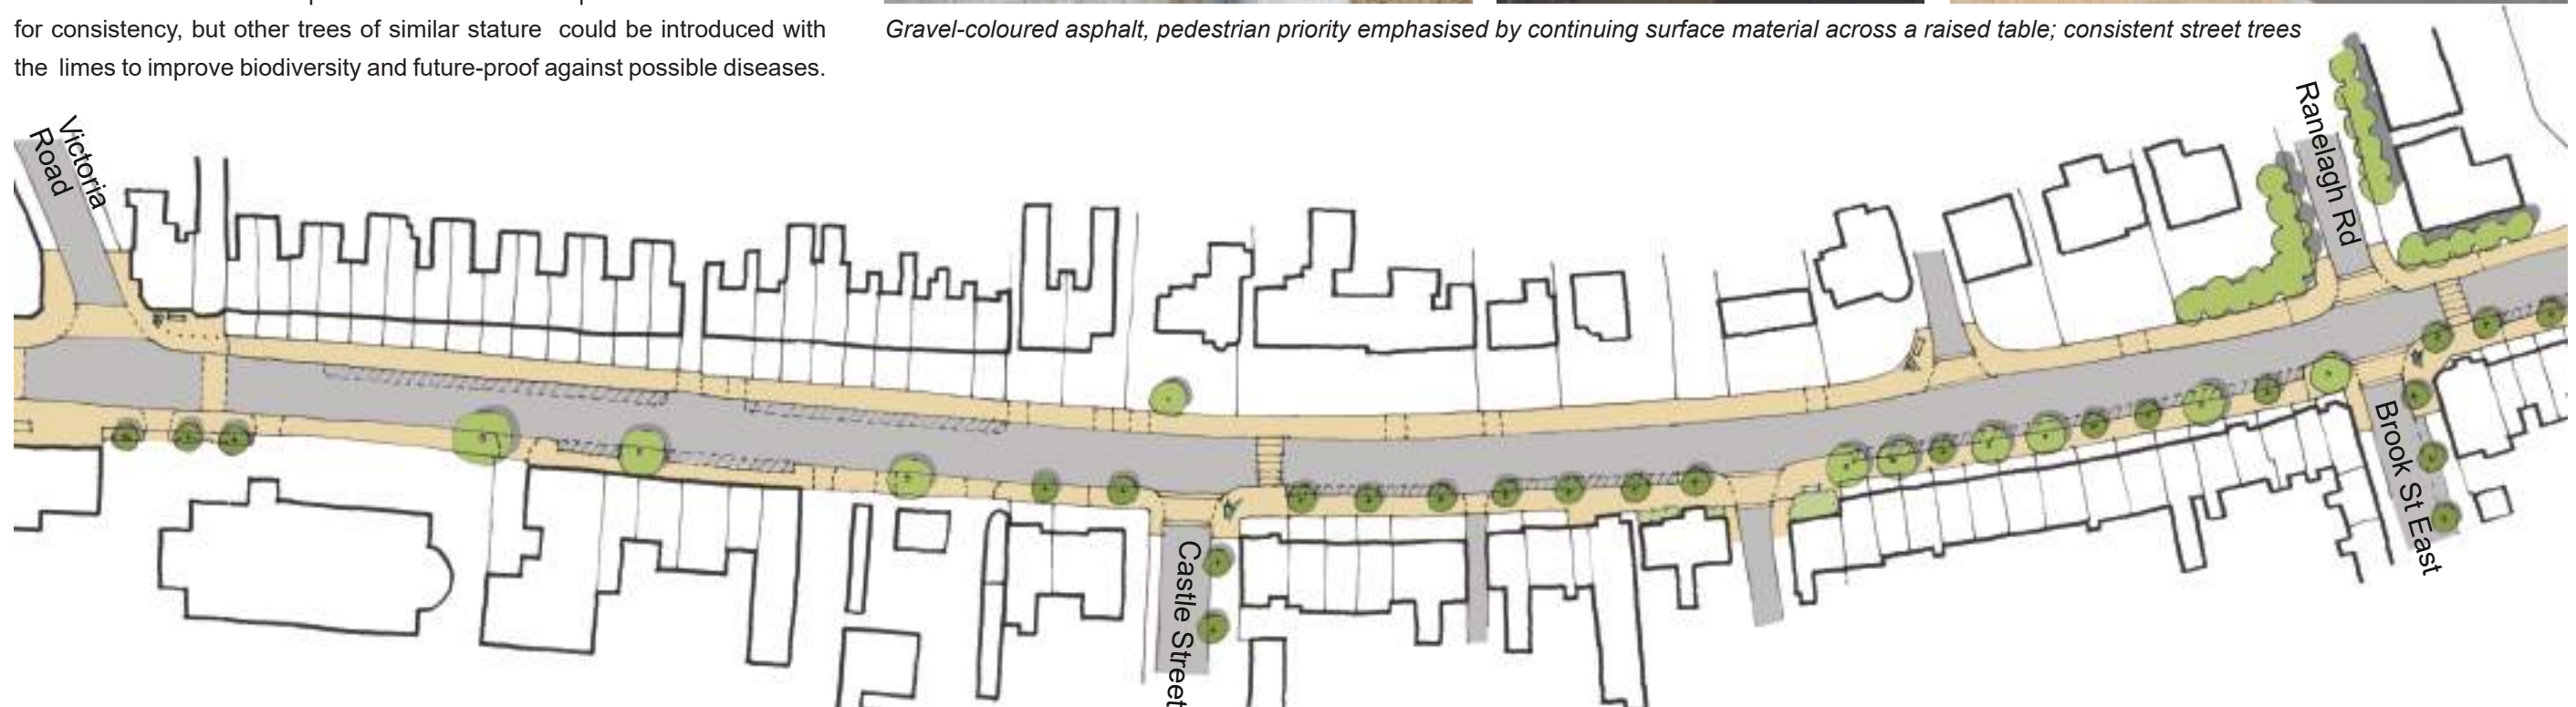 for consistency, but other trees of similar stature could be introduced with
the limes to improve biodiversity and future-proof against possible diseases.
Gravel-coloured asphalt, pedestrian priority emphasised by continuing surface material across a raised table; consistent street trees
Victoria
Road
Ranelagh Rd
Castle Street
Brook St East